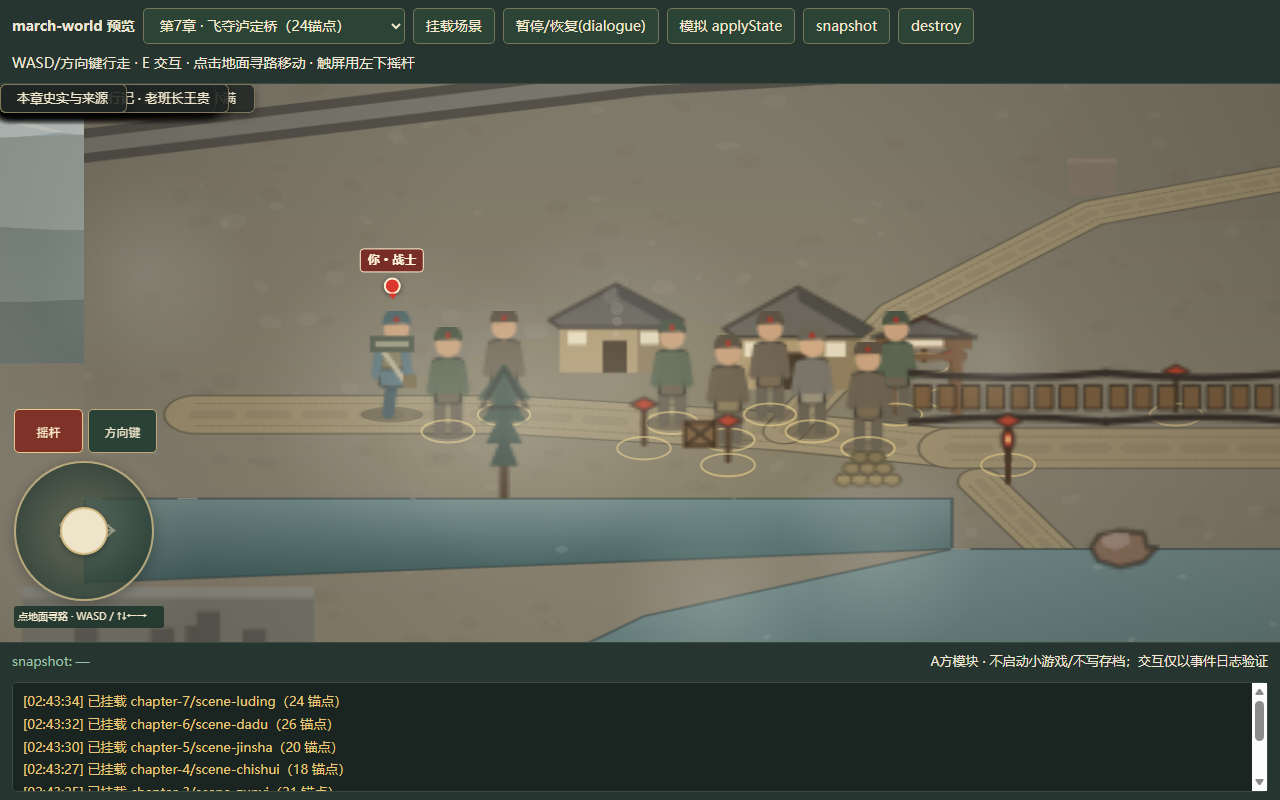 march-world 预览 第7章 · 飞夺泸定桥（24锚点） 挂载场景 暂停/恢复(dialogue) 模拟 applyState snapshot destroy
WASD/方向键行走 · E 交互 · 点击地面寻路移动 · 触屏用左下摇杆
本章史实与来源 记 · 老班长王贵 满
你 · 战士
摇杆 方向键
点地面寻路 · WASD / ↑↓←→
snapshot: — A方模块 · 不启动小游戏/不写存档；交互仅以事件日志验证
[02:43:34] 已挂载 chapter-7/scene-luding（24 锚点）
[02:43:32] 已挂载 chapter-6/scene-dadu（26 锚点）
[02:43:30] 已挂载 chapter-5/scene-jinsha（20 锚点）
[02:43:27] 已挂载 chapter-4/scene-chishui（18 锚点）